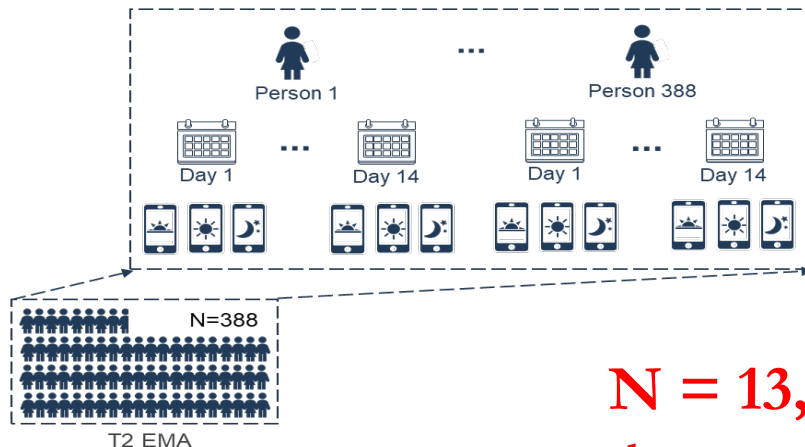 ...
Person 1
Person 388
... ...
Day 1
Day 14
Day 1
Day 14
N=388
T2 EMA
N = 13,